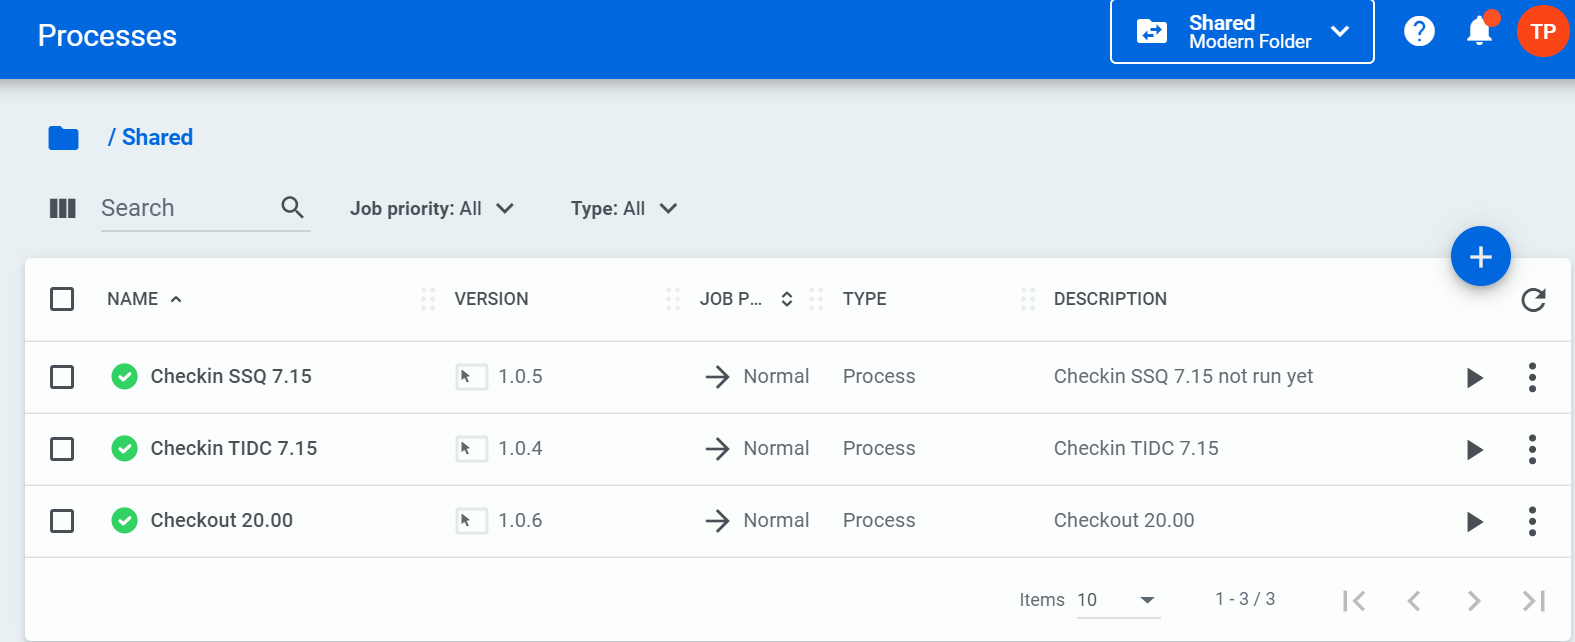 Processes
Shared
Modern Folder
TP
/ Shared
Search
Job priority: All
Type: All
NAME VERSION JOB P... TYPE DESCRIPTION
Checkin SSQ 7.15 1.0.5 Normal Process Checkin SSQ 7.15 not run yet
Checkin TIDC 7.15 1.0.4 Normal Process Checkin TIDC 7.15
Checkout 20.00 1.0.6 Normal Process Checkout 20.00
Items 10 1 - 3 / 3